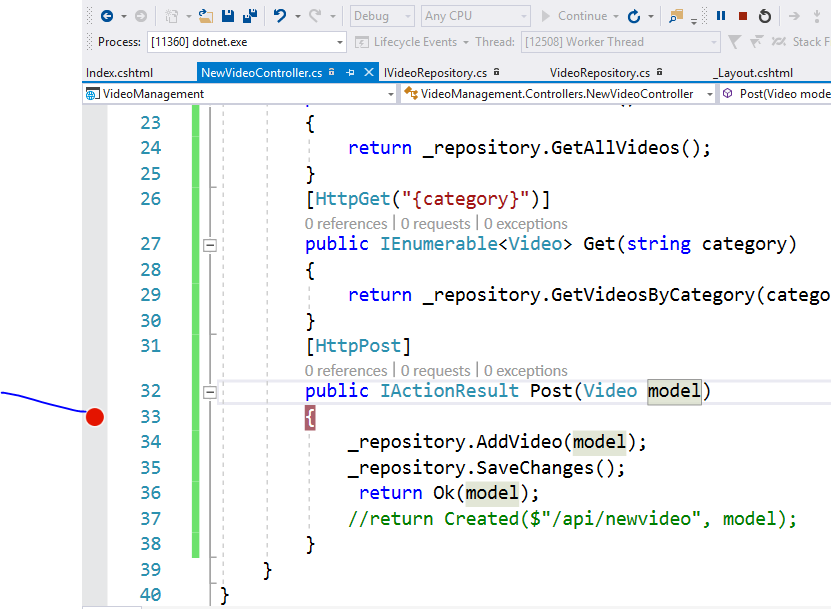 Debug Any CPU Continue
Process: [11360] dotnet.exe Lifecycle Events Thread: [12508] Worker Thread Stack F
Index.cshtml NewVideoController.cs IVideoRepository.cs VideoRepository.cs _Layout.cshtml
VideoManagement VideoManagement.Controllers.NewVideoController Post(Video mode
23 {
24 return _repository.GetAllVideos();
25 }
26 [HttpGet("{category}")]
0 references | 0 requests | 0 exceptions
27 public IEnumerable<Video> Get(string category)
28 {
29 return _repository.GetVideosByCategory(catego
30 }
31 [HttpPost]
0 references | 0 requests | 0 exceptions
32 public IActionResult Post(Video model)
33 {
34 _repository.AddVideo(model);
35 _repository.SaveChanges();
36 return Ok(model);
37 //return Created($"/api/newvideo", model);
38 }
39 }
40 }